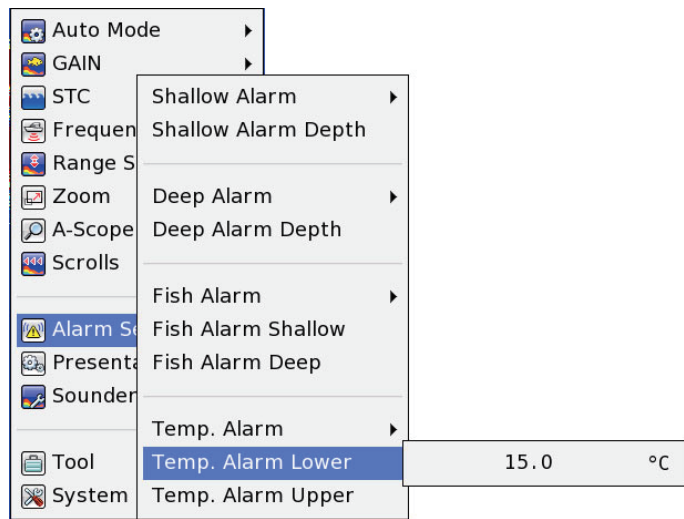 Auto Mode
GAIN
STC
Frequen
Range S
Zoom
A-Scope
Scrolls
Alarm Se
Presenta
Sounder
Tool
System
Shallow Alarm
Shallow Alarm Depth
Deep Alarm
Deep Alarm Depth
Fish Alarm
Fish Alarm Shallow
Fish Alarm Deep
Temp. Alarm
Temp. Alarm Lower
Temp. Alarm Upper
15.0 °C